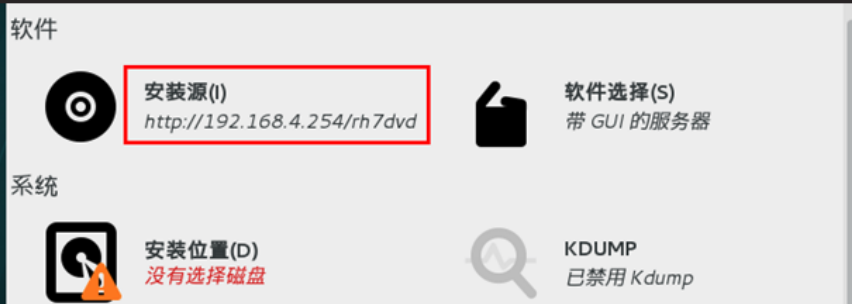 软件
安装源(I)
http://192.168.4.254/rh7dvd
软件选择(S)
带 GUI 的服务器
系统
安装位置(D)
没有选择磁盘
KDUMP
已禁用 Kdump